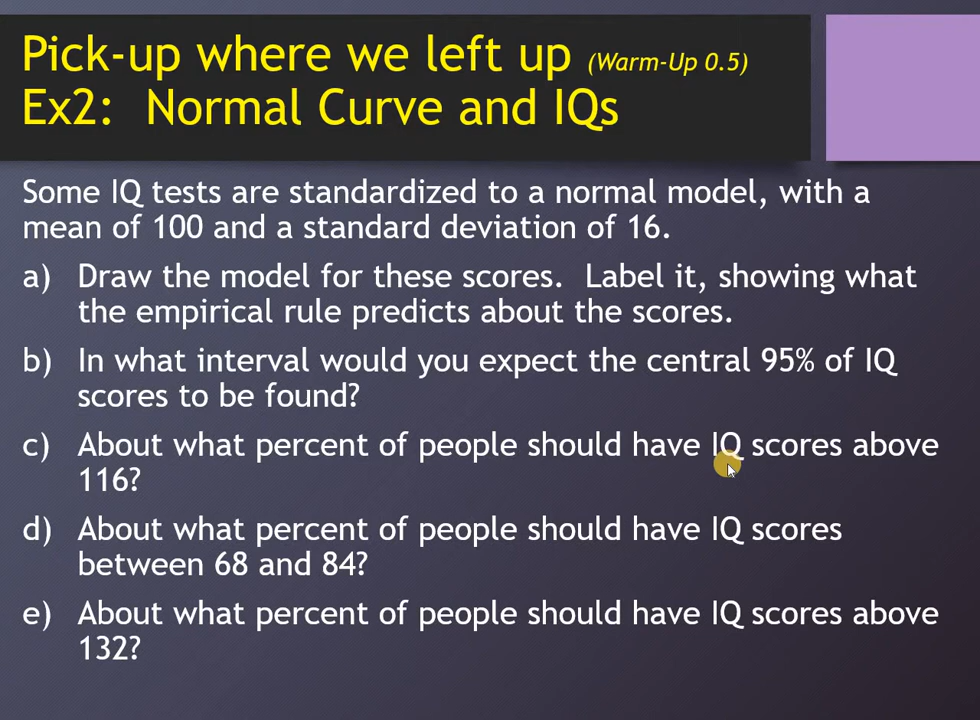 Pick-up where we left up (Warm-Up 0.5)
Ex2: Normal Curve and IQs
Some IQ tests are standardized to a normal model, with a
mean of 100 and a standard deviation of 16.
a) Draw the model for these scores. Label it, showing what
the empirical rule predicts about the scores.
b) In what interval would you expect the central 95% of IQ
scores to be found?
c) About what percent of people should have IQ scores above
116?
d) About what percent of people should have IQ scores
between 68 and 84?
e) About what percent of people should have IQ scores above
132?